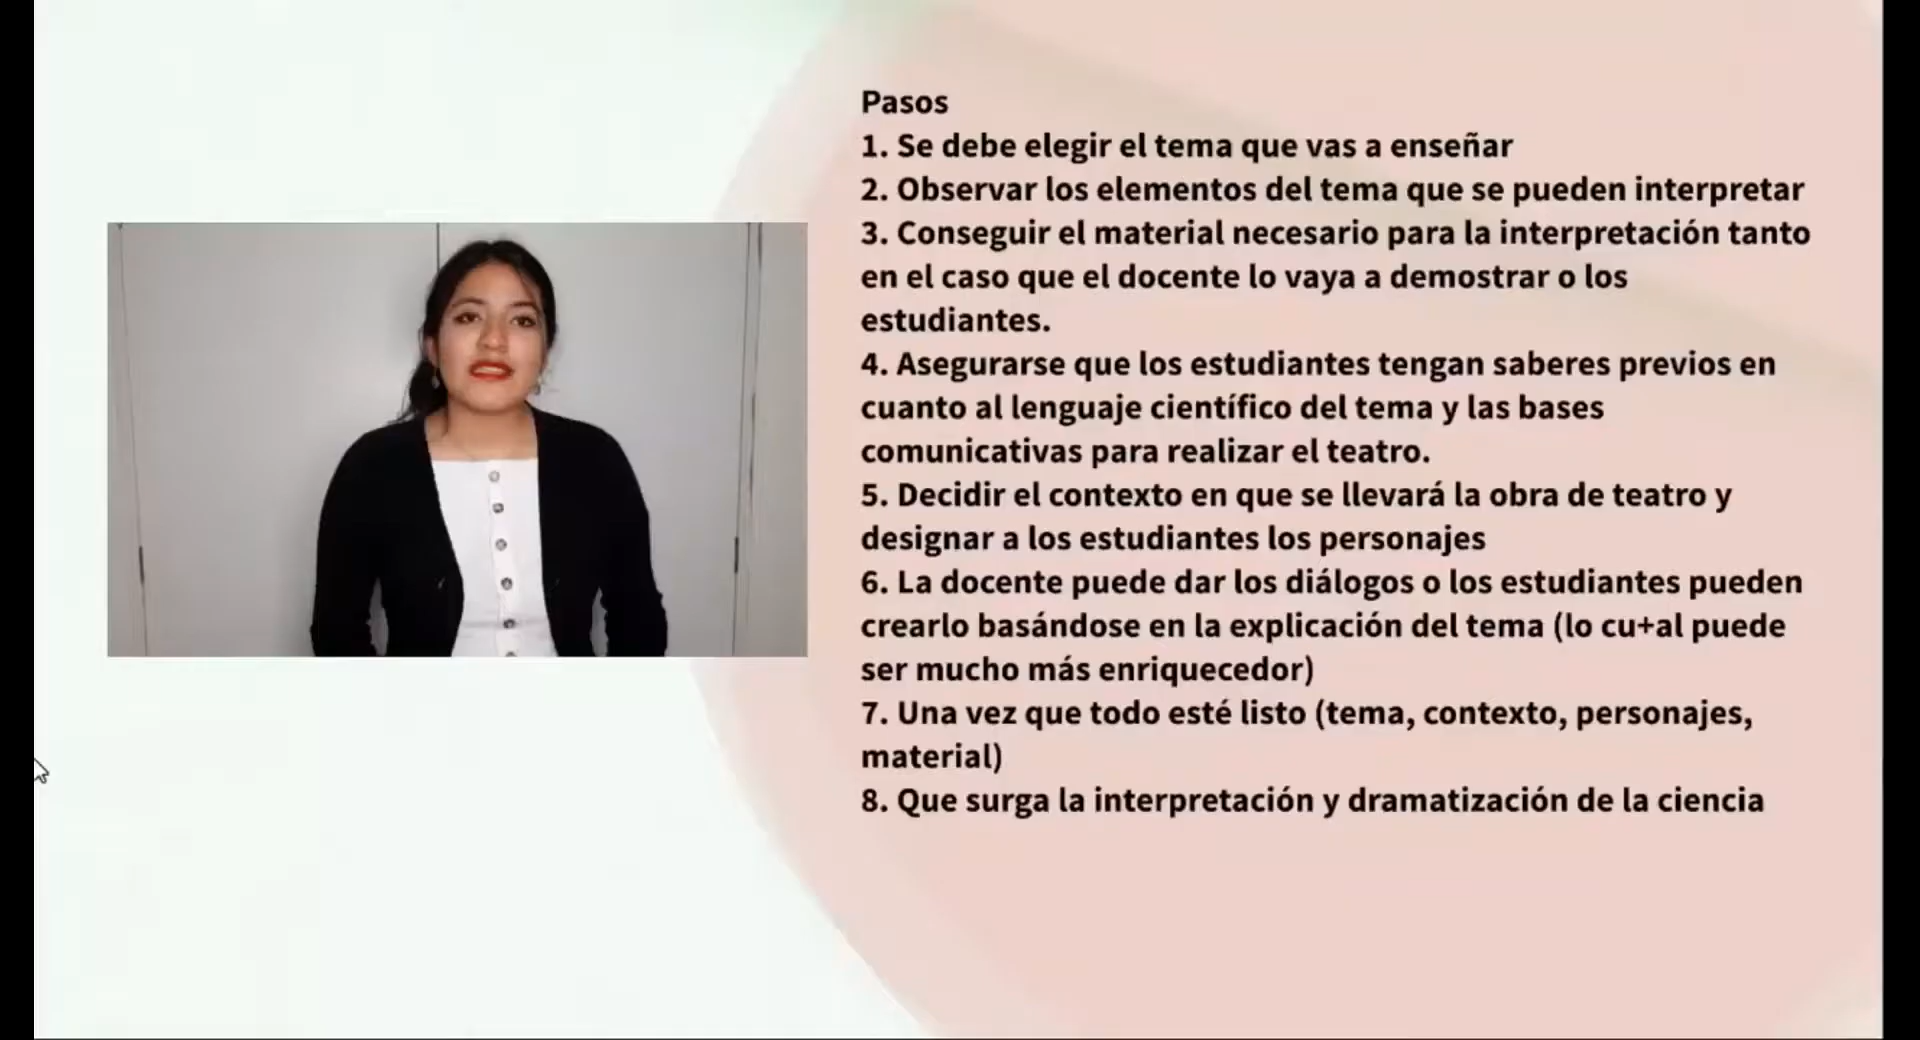 Pasos
1. Se debe elegir el tema que vas a enseñar
2. Observar los elementos del tema que se pueden interpretar
3. Conseguir el material necesario para la interpretación tanto
en el caso que el docente lo vaya a demostrar o los
estudiantes.
4. Asegurarse que los estudiantes tengan saberes previos en
cuanto al lenguaje científico del tema y las bases
comunicativas para realizar el teatro.
5. Decidir el contexto en que se llevará la obra de teatro y
designar a los estudiantes los personajes
6. La docente puede dar los diálogos o los estudiantes pueden
crearlo basándose en la explicación del tema (lo cu+al puede
ser mucho más enriquecedor)
7. Una vez que todo esté listo (tema, contexto, personajes,
material)
8. Que surga la interpretación y dramatización de la ciencia